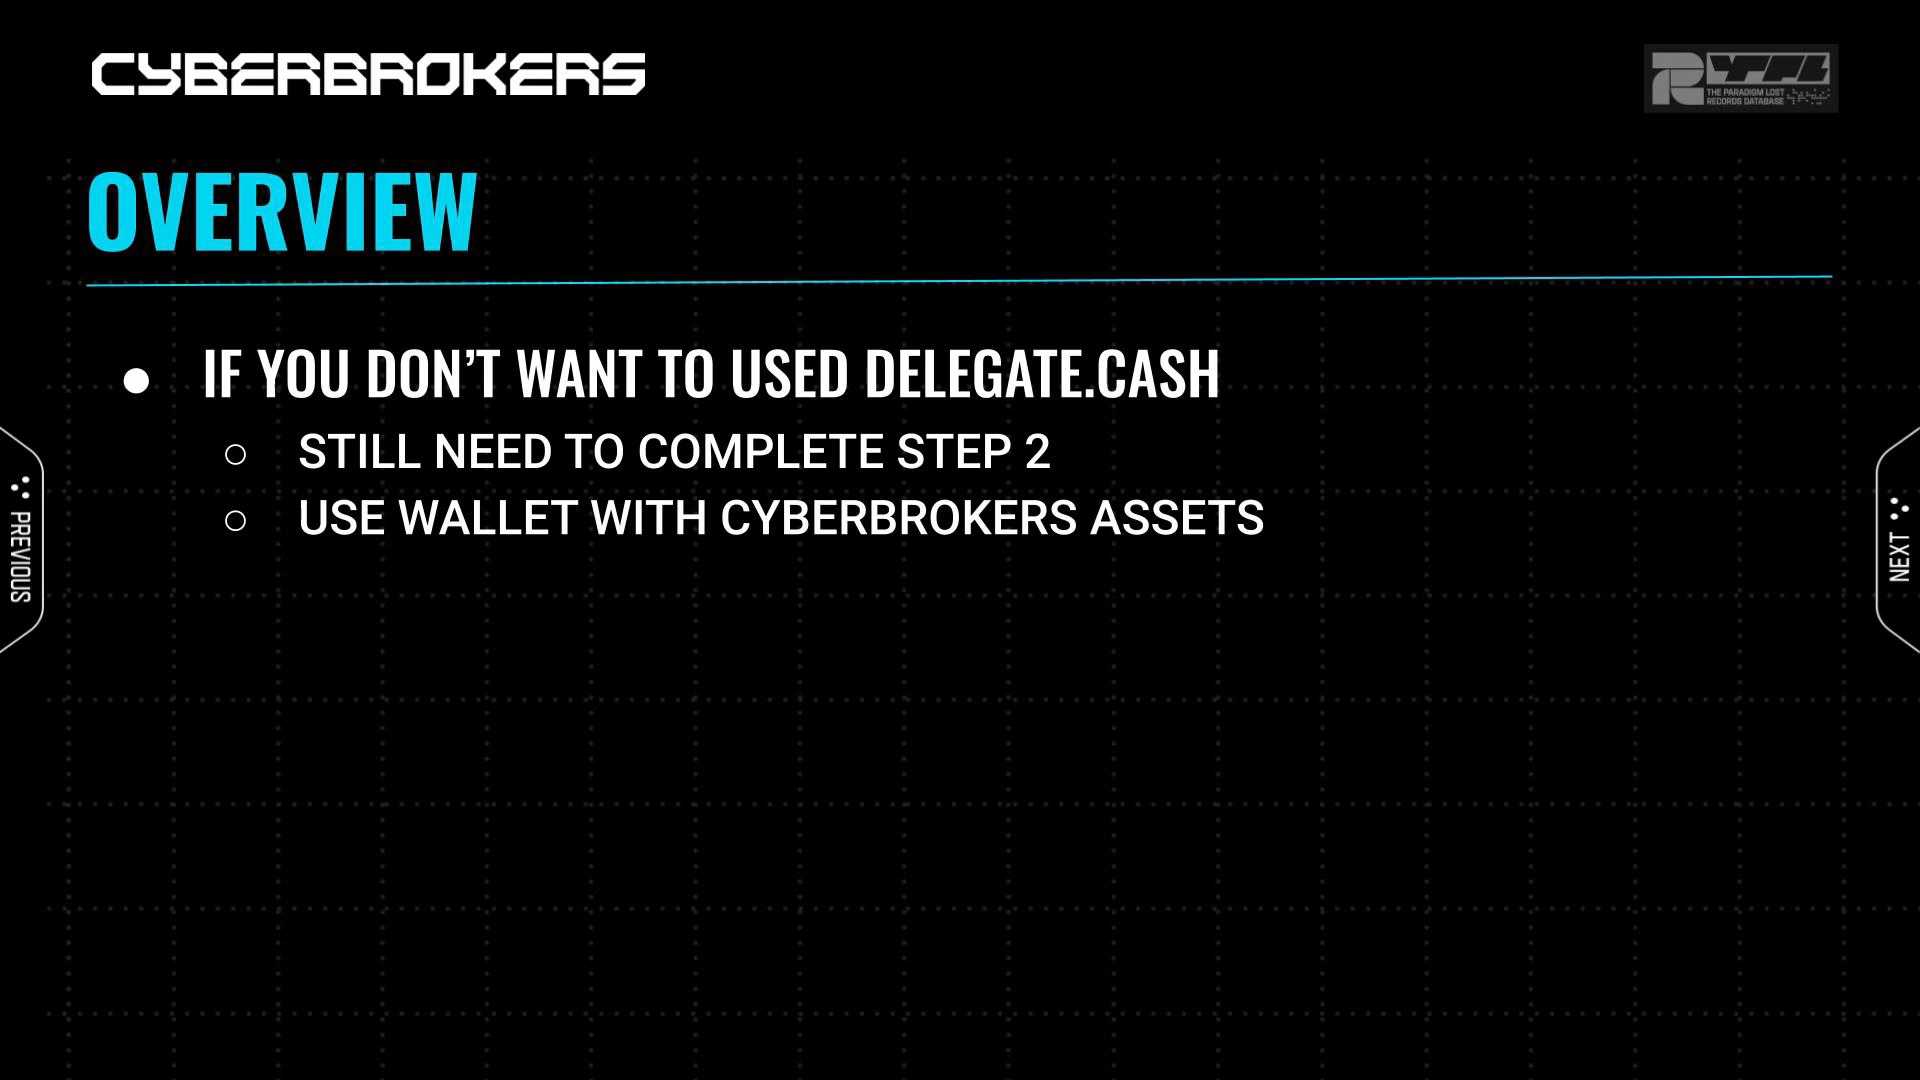 CYBERBROKERS
THE PARADIGM LOST
RECORDS DATABASE
OVERVIEW
● IF YOU DON’T WANT TO USED DELEGATE.CASH
○ STILL NEED TO COMPLETE STEP 2
○ USE WALLET WITH CYBERBROKERS ASSETS
PREVIOUS
NEXT